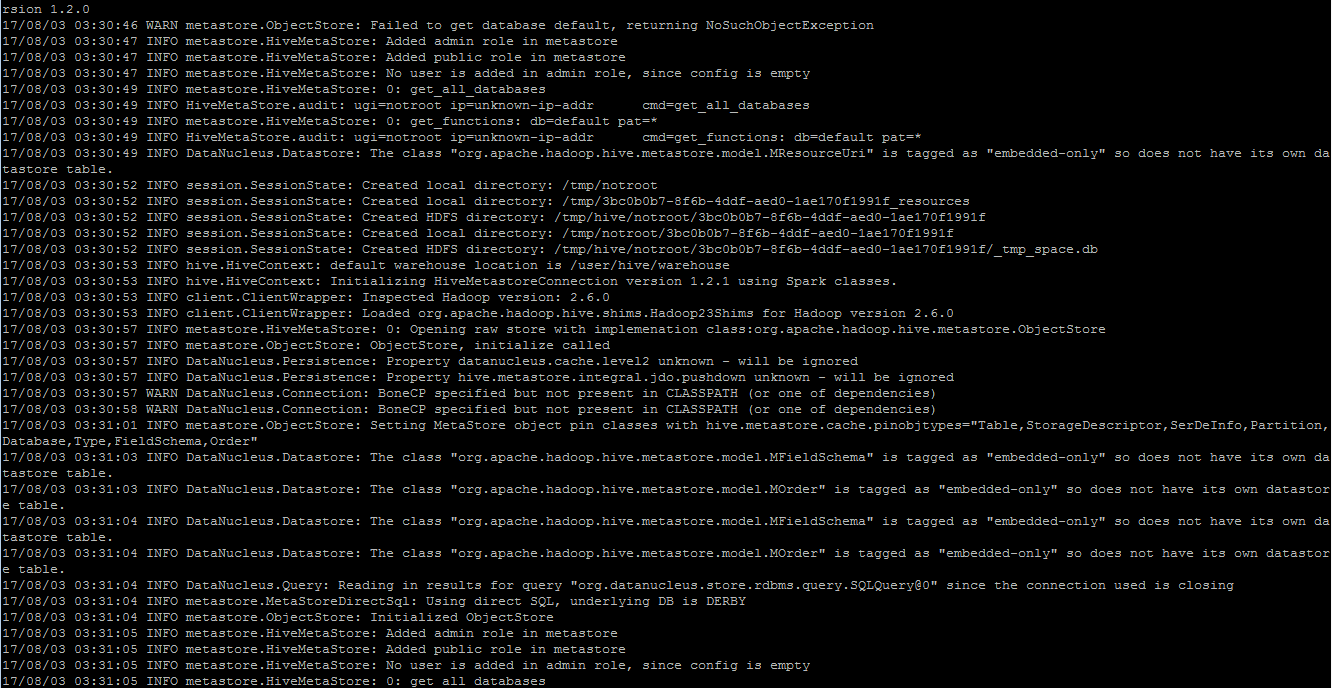 rsion 1.2.0
17/08/03 03:30:46 WARN metastore.ObjectStore: Failed to get database default, returning NoSuchObjectException
17/08/03 03:30:47 INFO metastore.HiveMetaStore: Added admin role in metastore
17/08/03 03:30:47 INFO metastore.HiveMetaStore: Added public role in metastore
17/08/03 03:30:47 INFO metastore.HiveMetaStore: No user is added in admin role, since config is empty
17/08/03 03:30:49 INFO metastore.HiveMetaStore: 0: get_all_databases
17/08/03 03:30:49 INFO HiveMetaStore.audit: ugi=notroot ip=unknown-ip-addr      cmd=get_all_databases
17/08/03 03:30:49 INFO metastore.HiveMetaStore: 0: get_functions: db=default pat=*
17/08/03 03:30:49 INFO HiveMetaStore.audit: ugi=notroot ip=unknown-ip-addr      cmd=get_functions: db=default pat=*
17/08/03 03:30:49 INFO DataNucleus.Datastore: The class "org.apache.hadoop.hive.metastore.model.MResourceUri" is tagged as "embedded-only" so does not have its own da
tastore table.
17/08/03 03:30:52 INFO session.SessionState: Created local directory: /tmp/notroot
17/08/03 03:30:52 INFO session.SessionState: Created local directory: /tmp/3bc0b0b7-8f6b-4ddf-aed0-1ae170f1991f_resources
17/08/03 03:30:52 INFO session.SessionState: Created HDFS directory: /tmp/hive/notroot/3bc0b0b7-8f6b-4ddf-aed0-1ae170f1991f
17/08/03 03:30:52 INFO session.SessionState: Created local directory: /tmp/notroot/3bc0b0b7-8f6b-4ddf-aed0-1ae170f1991f
17/08/03 03:30:52 INFO session.SessionState: Created HDFS directory: /tmp/hive/notroot/3bc0b0b7-8f6b-4ddf-aed0-1ae170f1991f/_tmp_space.db
17/08/03 03:30:53 INFO hive.HiveContext: default warehouse location is /user/hive/warehouse
17/08/03 03:30:53 INFO hive.HiveContext: Initializing HiveMetastoreConnection version 1.2.1 using Spark classes.
17/08/03 03:30:53 INFO client.ClientWrapper: Inspected Hadoop version: 2.6.0
17/08/03 03:30:53 INFO client.ClientWrapper: Loaded org.apache.hadoop.hive.shims.Hadoop23Shims for Hadoop version 2.6.0
17/08/03 03:30:57 INFO metastore.HiveMetaStore: 0: Opening raw store with implemenation class:org.apache.hadoop.hive.metastore.ObjectStore
17/08/03 03:30:57 INFO metastore.ObjectStore: ObjectStore, initialize called
17/08/03 03:30:57 INFO DataNucleus.Persistence: Property datanucleus.cache.level2 unknown - will be ignored
17/08/03 03:30:57 INFO DataNucleus.Persistence: Property hive.metastore.integral.jdo.pushdown unknown - will be ignored
17/08/03 03:30:57 WARN DataNucleus.Connection: BoneCP specified but not present in CLASSPATH (or one of dependencies)
17/08/03 03:30:58 WARN DataNucleus.Connection: BoneCP specified but not present in CLASSPATH (or one of dependencies)
17/08/03 03:31:01 INFO metastore.ObjectStore: Setting MetaStore object pin classes with hive.metastore.cache.pinobjtypes="Table,StorageDescriptor,SerDeInfo,Partition,
Database,Type,FieldSchema,Order"
17/08/03 03:31:03 INFO DataNucleus.Datastore: The class "org.apache.hadoop.hive.metastore.model.MFieldSchema" is tagged as "embedded-only" so does not have its own da
tastore table.
17/08/03 03:31:03 INFO DataNucleus.Datastore: The class "org.apache.hadoop.hive.metastore.model.MOrder" is tagged as "embedded-only" so does not have its own datastor
e table.
17/08/03 03:31:04 INFO DataNucleus.Datastore: The class "org.apache.hadoop.hive.metastore.model.MFieldSchema" is tagged as "embedded-only" so does not have its own da
tastore table.
17/08/03 03:31:04 INFO DataNucleus.Datastore: The class "org.apache.hadoop.hive.metastore.model.MOrder" is tagged as "embedded-only" so does not have its own datastor
e table.
17/08/03 03:31:04 INFO DataNucleus.Query: Reading in results for query "org.datanucleus.store.rdbms.query.SQLQuery@0" since the connection used is closing
17/08/03 03:31:04 INFO metastore.MetaStoreDirectSql: Using direct SQL, underlying DB is DERBY
17/08/03 03:31:04 INFO metastore.ObjectStore: Initialized ObjectStore
17/08/03 03:31:05 INFO metastore.HiveMetaStore: Added admin role in metastore
17/08/03 03:31:05 INFO metastore.HiveMetaStore: Added public role in metastore
17/08/03 03:31:05 INFO metastore.HiveMetaStore: No user is added in admin role, since config is empty
17/08/03 03:31:05 INFO metastore.HiveMetaStore: 0: get_all_databases